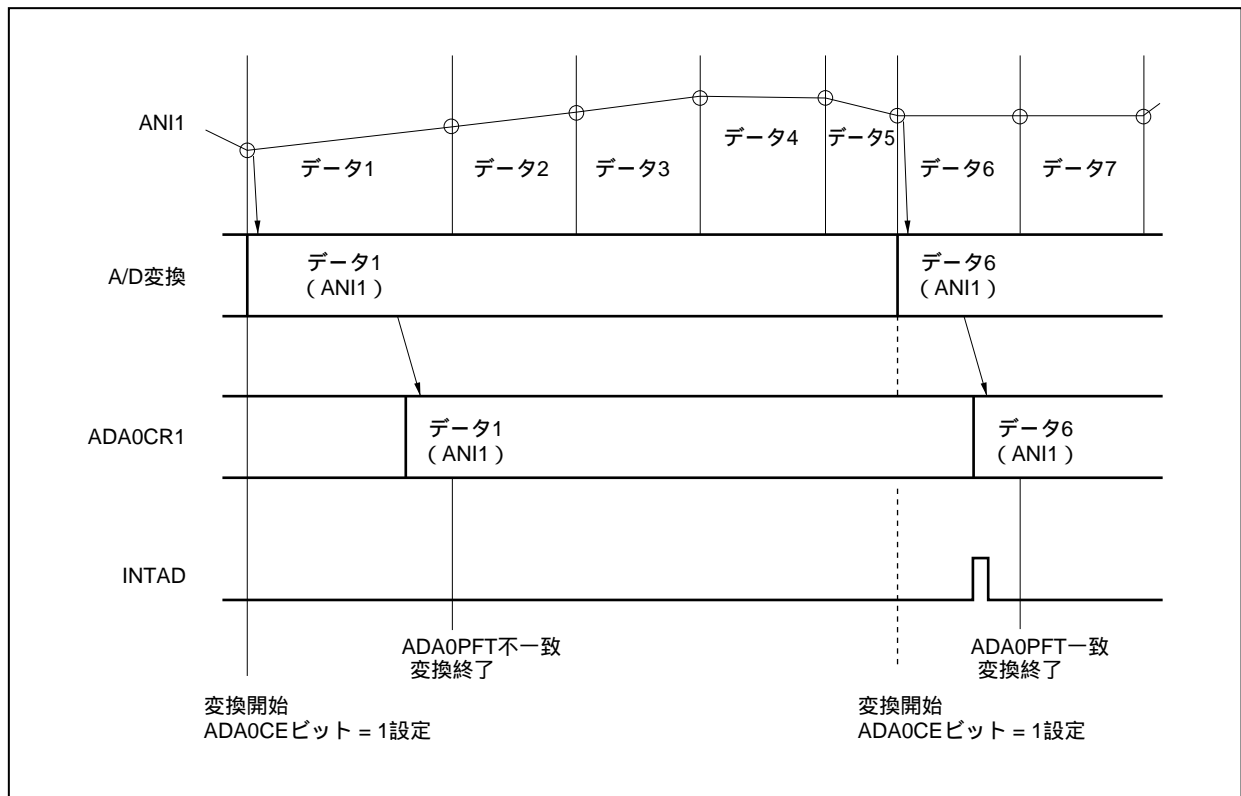 ANI1
データ1
データ2
データ3
データ4
データ5
データ6
データ7
A/D変換
データ1
(ANI1)
データ6
(ANI1)
ADA0CR1
データ1
(ANI1)
データ6
(ANI1)
INTAD
ADA0PFT不一致
変換終了
ADA0PFT一致
変換終了
変換開始
ADA0CEビット = 1設定
変換開始
ADA0CEビット = 1設定